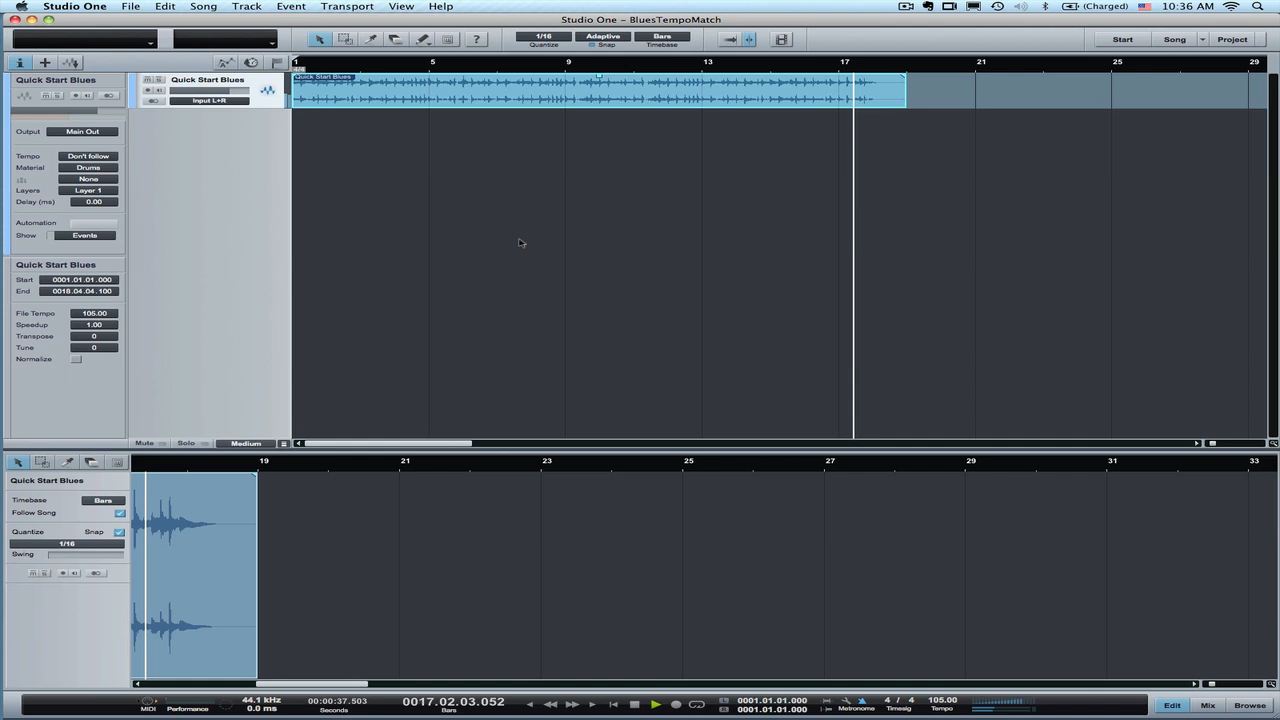 Studio One File Edit Song Track Event Transport View Help (Charged) 10:36 AM
Studio One – BluesTempoMatch
1/16 Adaptive Bars
Quantize Snap Timebase
? Start Song Project
1 5 9 13 17 21 25 29
4/4
Quick Start Blues
Quick Start Blues
Quick Start Blues
M S
Input L+R
Output Main Out
Tempo Don't follow
Material Drums
None
Layers Layer 1
Delay (ms) 0.00
Automation
Show Events
Quick Start Blues
Start 0001.01.01.000
End 0018.04.04.100
File Tempo 105.00
Speedup 1.00
Transpose 0
Tune 0
Normalize
Mute Solo Medium
19 21 23 25 27 29 31 33
Quick Start Blues
Timebase Bars
Follow Song
Quantize Snap
1/16
Swing
44.1 kHz 00:00:37.503 0017.02.03.052 L 0001.01.01.000 4 / 4 105.00
MIDI Performance 0.0 ms Seconds Bars R 0001.01.01.000 Metronome Timesig Tempo
Edit Mix Browse